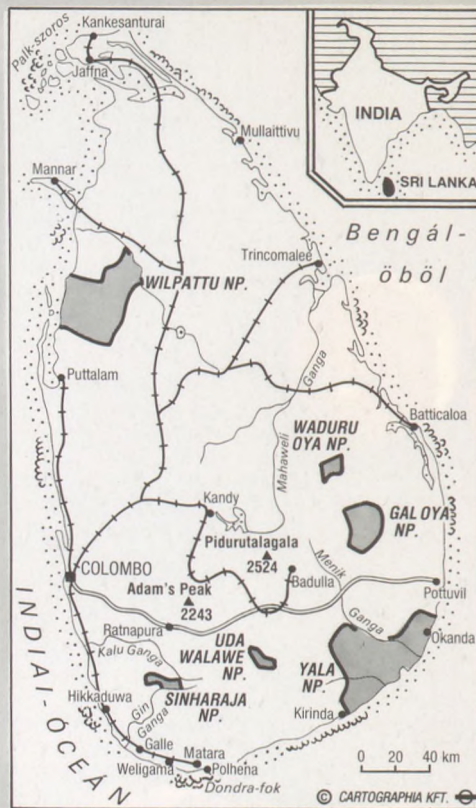 Kankesanturai
Palk-szoros
Jaffna
INDIA
Mullaittivu
SRI LANKA
Mannar
Bengál-
öböl
Trincomalee
WILPATTU NP.
Ganga
Mahaweli
Puttalam
Batticaloa
WADURU
OYA NP.
GAL OYA
NP.
Kandy
Pidurutalagala
2524
Menik
COLOMBO
Adam's Peak
2243
Badulla
Pottuvil
Ratnapura
Ganga
Okanda
INDIAI-ÓCEÁN
Kalu Ganga
UDA
WALAWE
NP.
YALA
NP.
SINHARAJA
NP.
Hikkaduwa
Gin
Ganga
Kirinda
Galle
Matara
Weligama
Polhena
Dondra-fok
0 20 40 km
© CARTOGRAPHIA KFT.